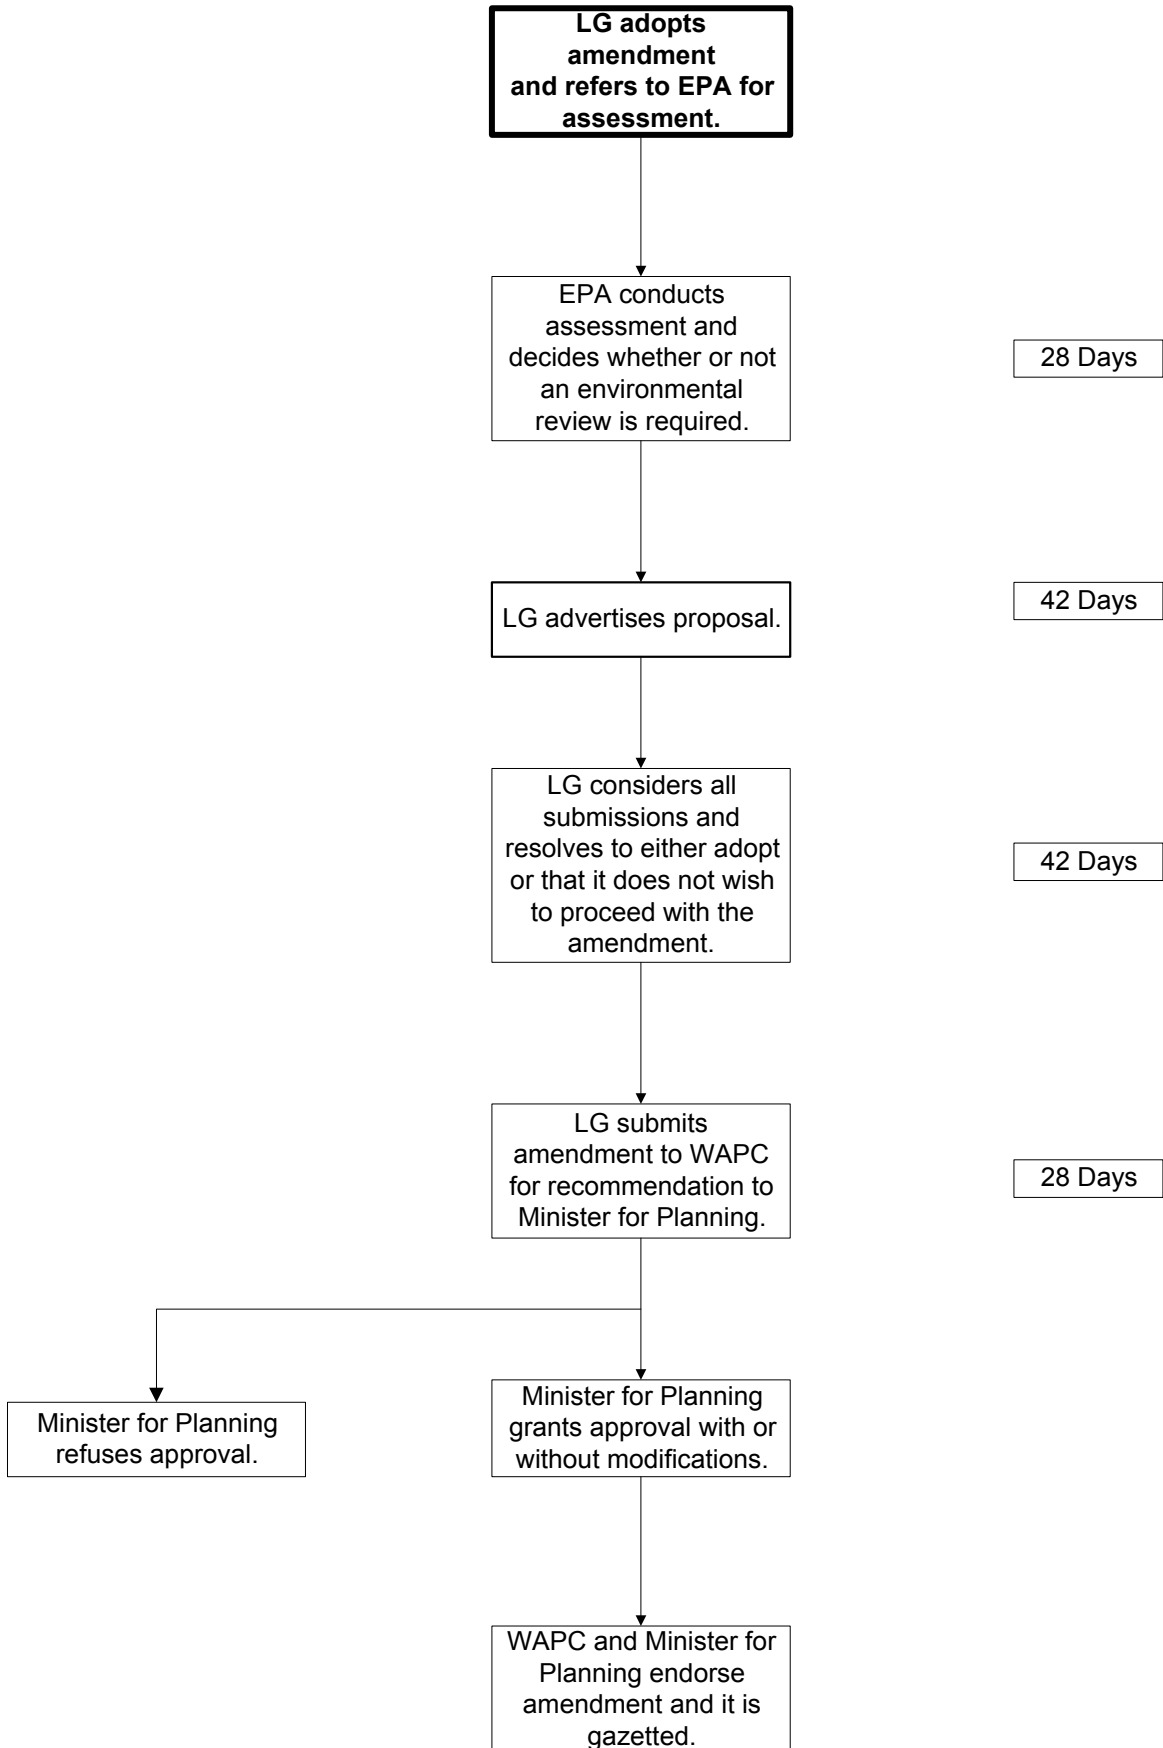 LG adopts
amendment
and refers to EPA for
assessment.
EPA conducts
assessment and
decides whether or not
an environmental
review is required.
28 Days
LG advertises proposal.
42 Days
LG considers all
submissions and
resolves to either adopt
or that it does not wish
to proceed with the
amendment.
42 Days
LG submits
amendment to WAPC
for recommendation to
Minister for Planning.
28 Days
Minister for Planning
refuses approval.
Minister for Planning
grants approval with or
without modifications.
WAPC and Minister for
Planning endorse
amendment and it is
gazetted.